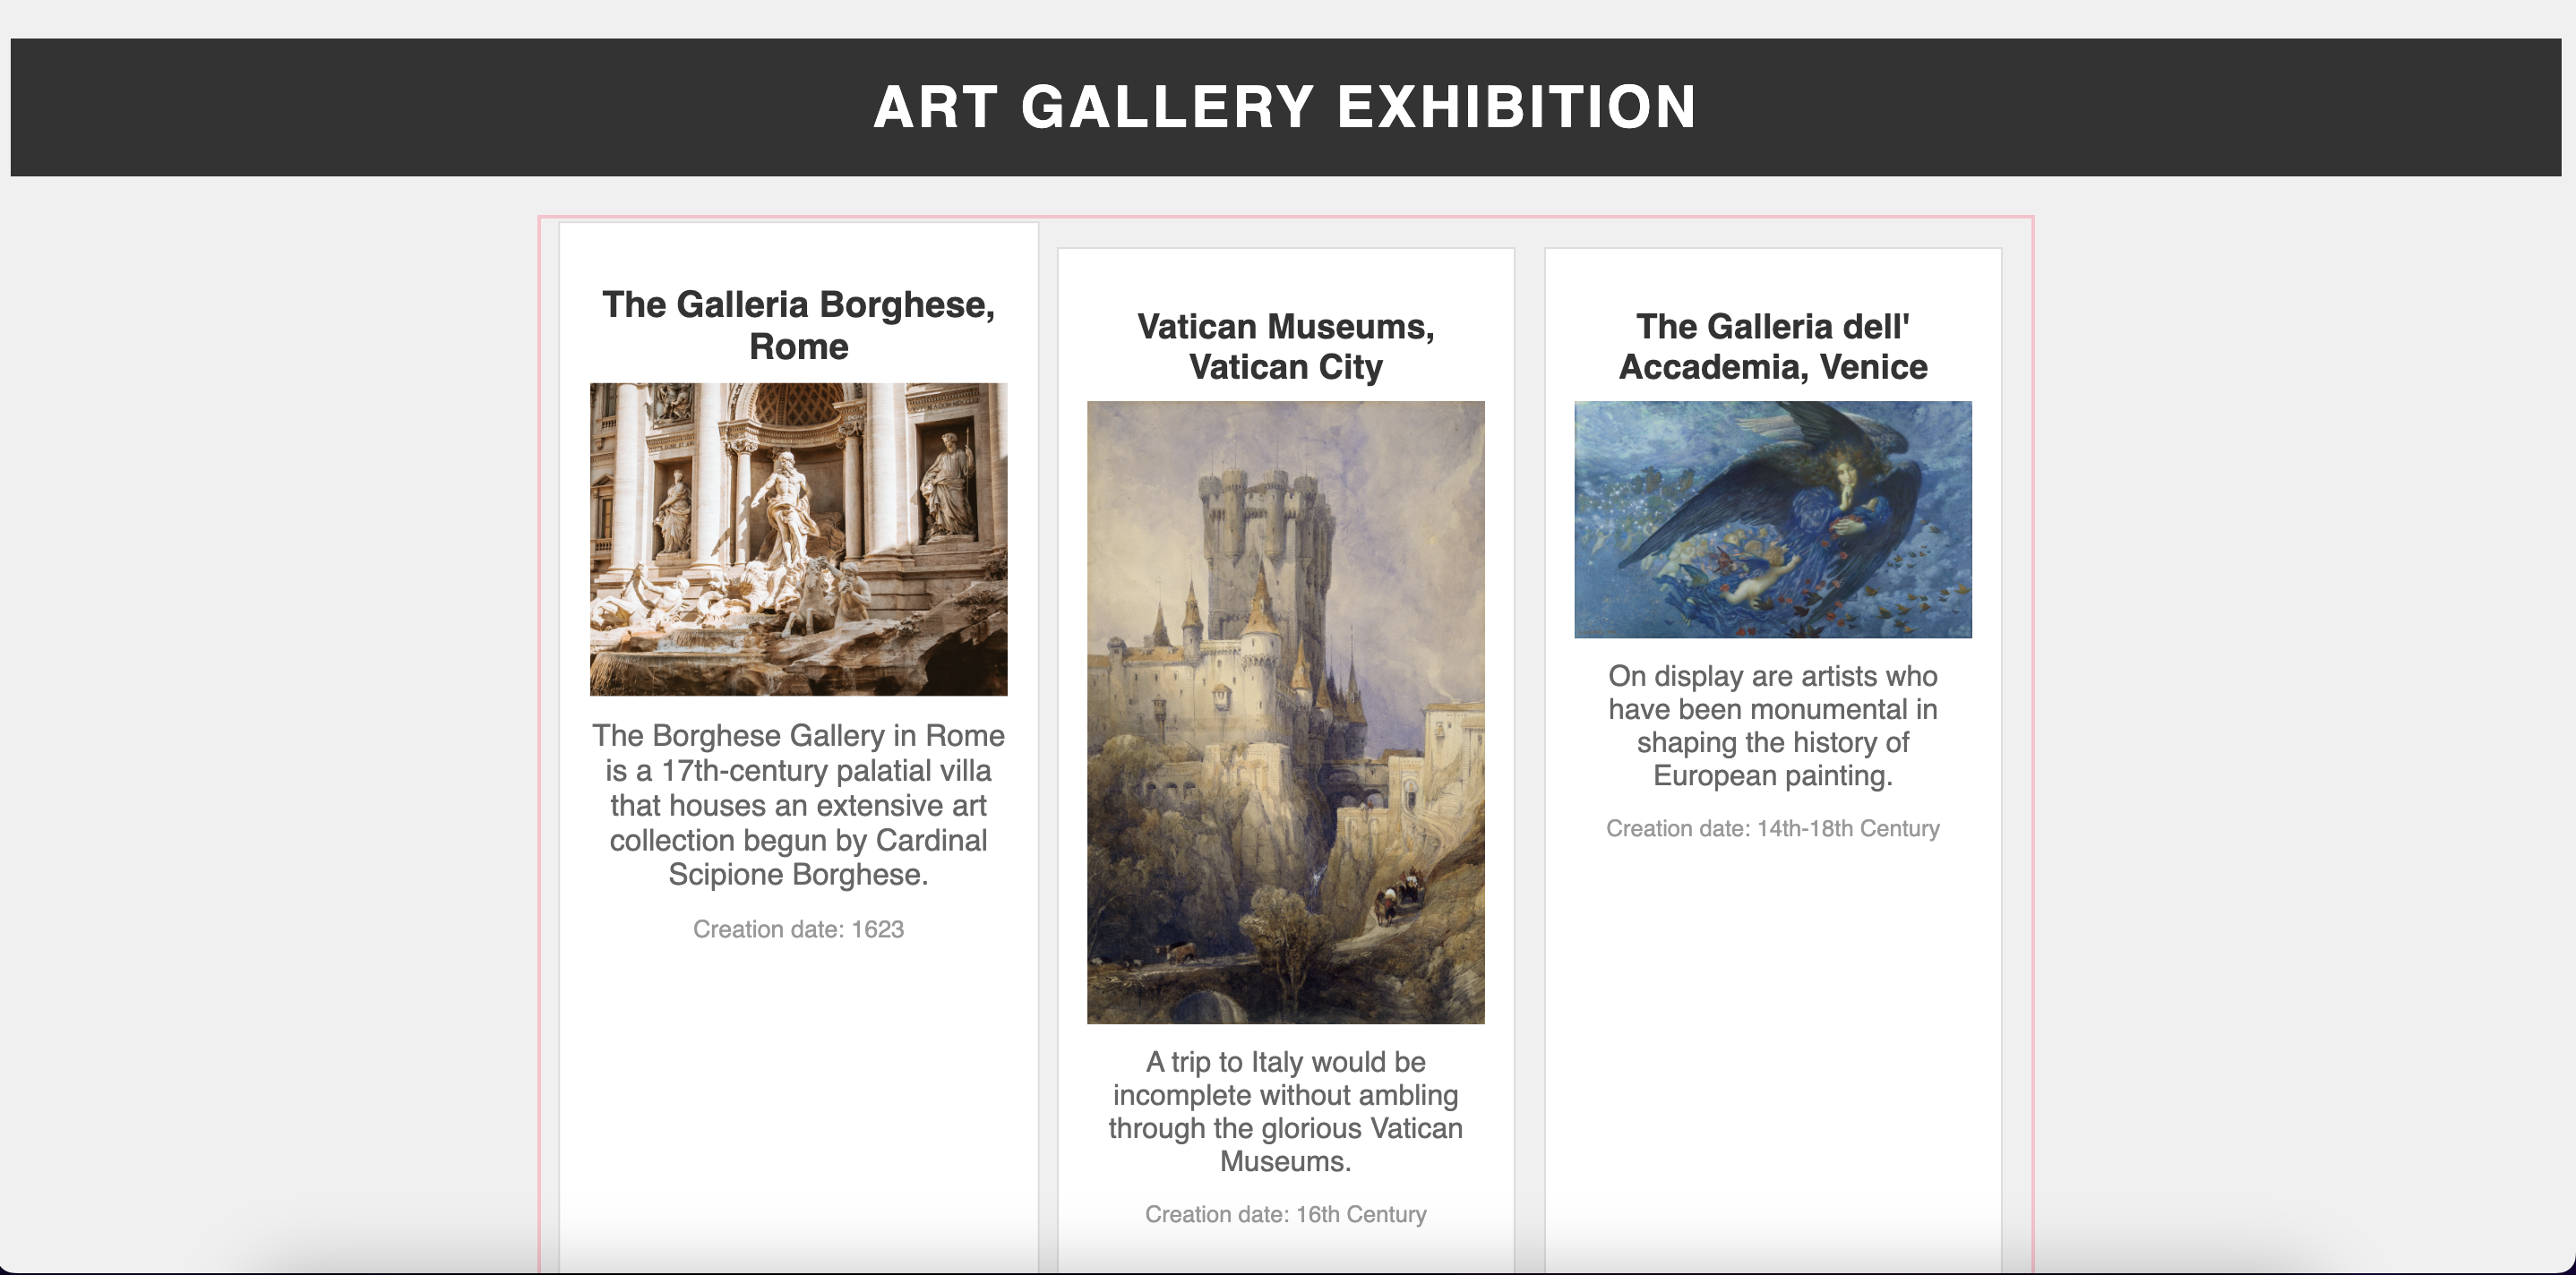 ART GALLERY EXHIBITION
The Galleria Borghese,
Rome
The Borghese Gallery in Rome
is a 17th-century palatial villa
that houses an extensive art
collection begun by Cardinal
Scipione Borghese.
Creation date: 1623
Vatican Museums,
Vatican City
A trip to Italy would be
incomplete without ambling
through the glorious Vatican
Museums.
Creation date: 16th Century
The Galleria dell'
Accademia, Venice
On display are artists who
have been monumental in
shaping the history of
European painting.
Creation date: 14th-18th Century